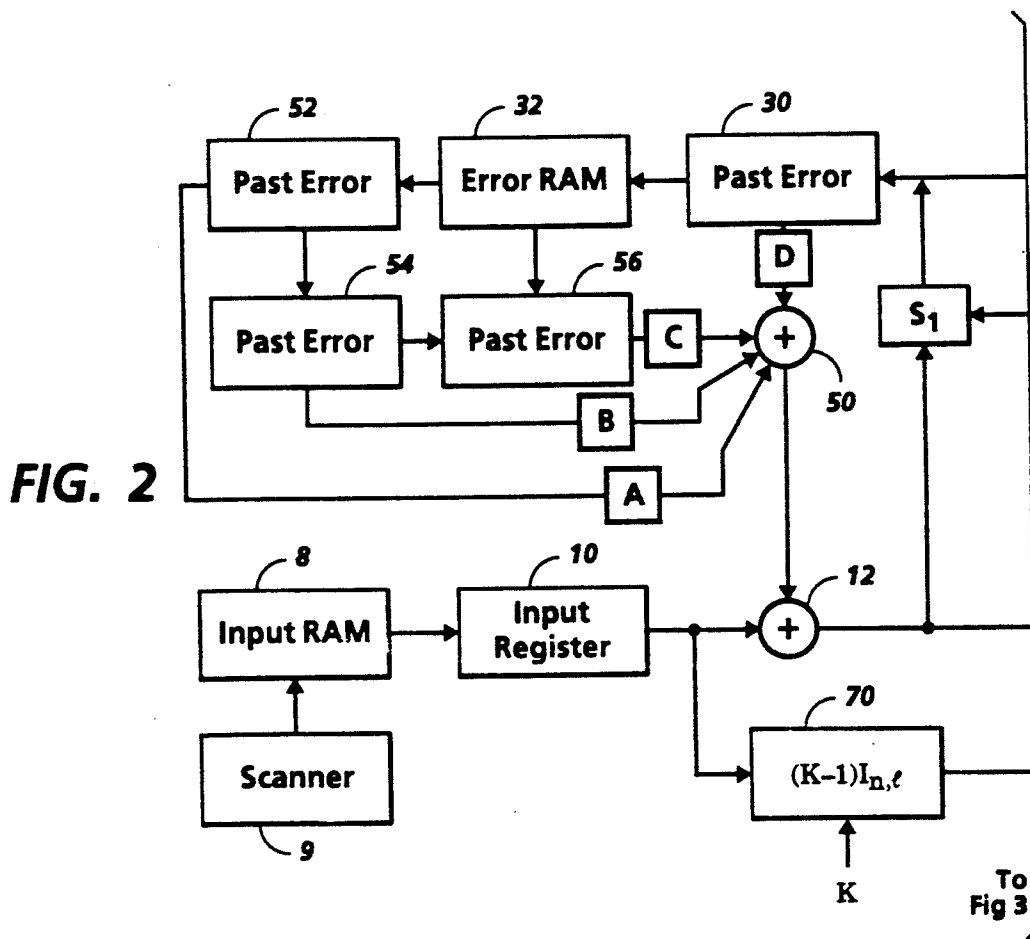 52
32
30
Past Error
Error RAM
Past Error
D
54
56
S1
Past Error
Past Error
C
+
50
B
FIG. 2
A
8
10
12
Input RAM
Input
Register
+
70
Scanner
(K–1)In,ℓ
9
K
To
Fig 3